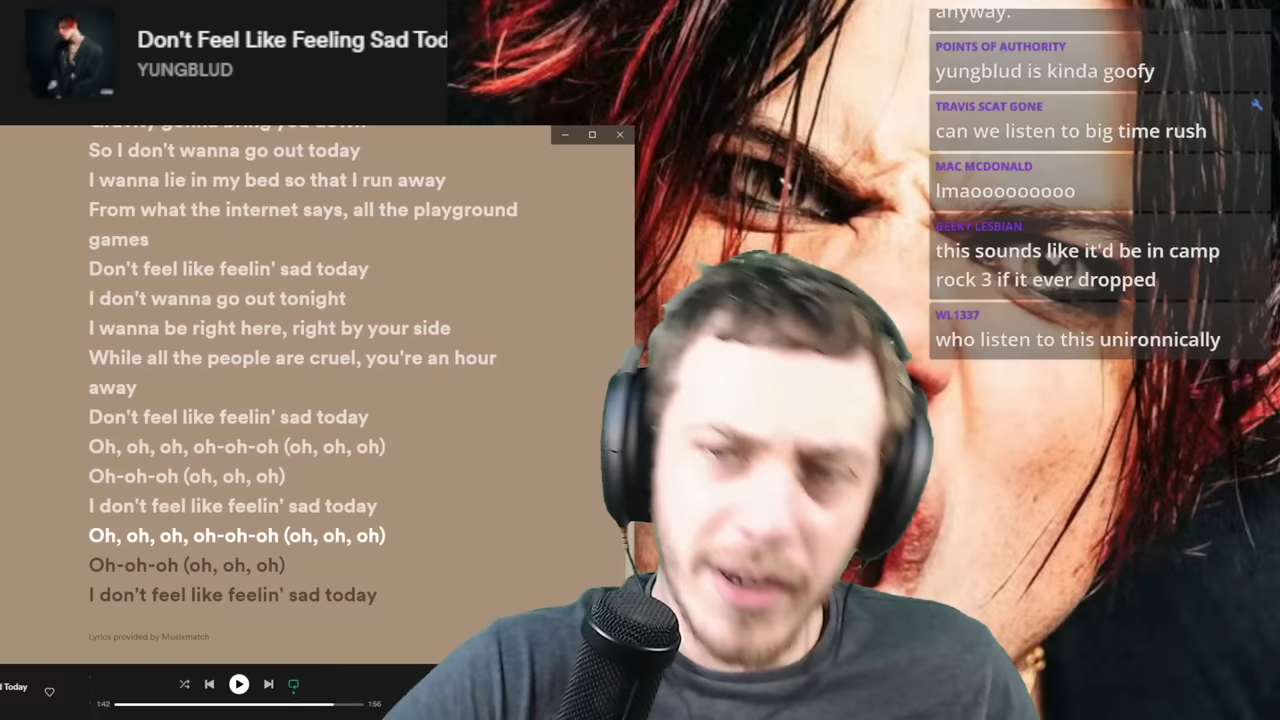 Don't Feel Like Feeling Sad Tod
YUNGBLUD
So I don't wanna go out today
I wanna lie in my bed so that I run away
From what the internet says, all the playground
games
Don't feel like feelin' sad today
I don't wanna go out tonight
I wanna be right here, right by your side
While all the people are cruel, you're an hour
away
Don't feel like feelin' sad today
Oh, oh, oh, oh-oh-oh (oh, oh, oh)
Oh-oh-oh (oh, oh, oh)
I don't feel like feelin' sad today
Oh, oh, oh, oh-oh-oh (oh, oh, oh)
Oh-oh-oh (oh, oh, oh)
I don't feel like feelin' sad today
Lyrics provided by Musixmatch
d Today
1:42
1:56
anyway.
POINTS OF AUTHORITY
yungblud is kinda goofy
TRAVIS SCAT GONE
can we listen to big time rush
MAC MCDONALD
lmaooooooooo
GEEKY LESBIAN
this sounds like it'd be in camp
rock 3 if it ever dropped
WL1337
who listen to this unironnically